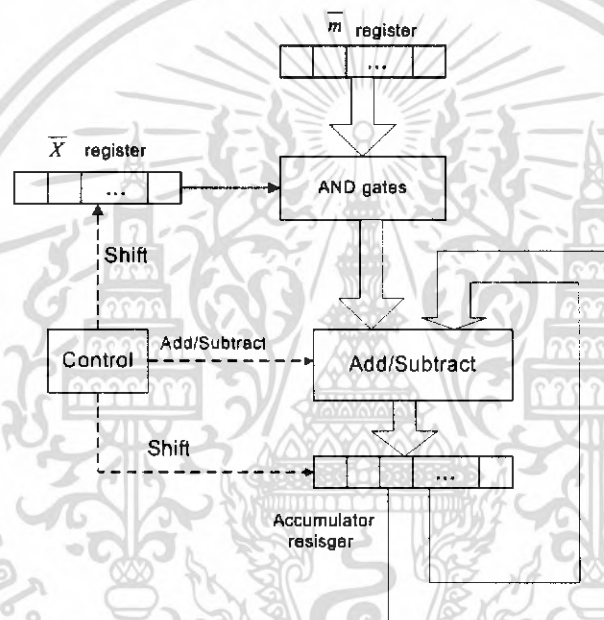 m̅ register
...
X̅ register
...
AND gates
Shift
Control
Add/Subtract
Add/Subtract
Shift
...
Accumulator
resisger